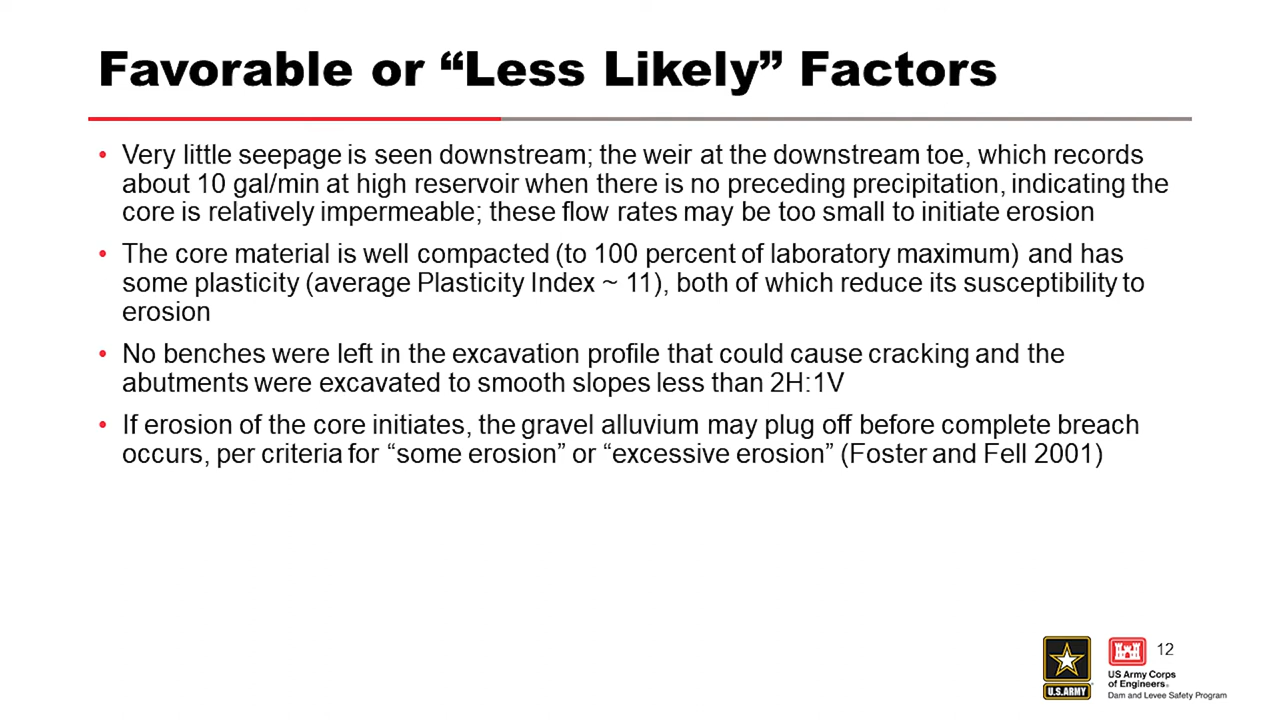 Favorable or “Less Likely” Factors
• Very little seepage is seen downstream; the weir at the downstream toe, which records
about 10 gal/min at high reservoir when there is no preceding precipitation, indicating the
core is relatively impermeable; these flow rates may be too small to initiate erosion
• The core material is well compacted (to 100 percent of laboratory maximum) and has
some plasticity (average Plasticity Index ~ 11), both of which reduce its susceptibility to
erosion
• No benches were left in the excavation profile that could cause cracking and the
abutments were excavated to smooth slopes less than 2H:1V
• If erosion of the core initiates, the gravel alluvium may plug off before complete breach
occurs, per criteria for “some erosion” or “excessive erosion” (Foster and Fell 2001)
12
U.S.ARMY
US Army Corps
of Engineers®
Dam and Levee Safety Program